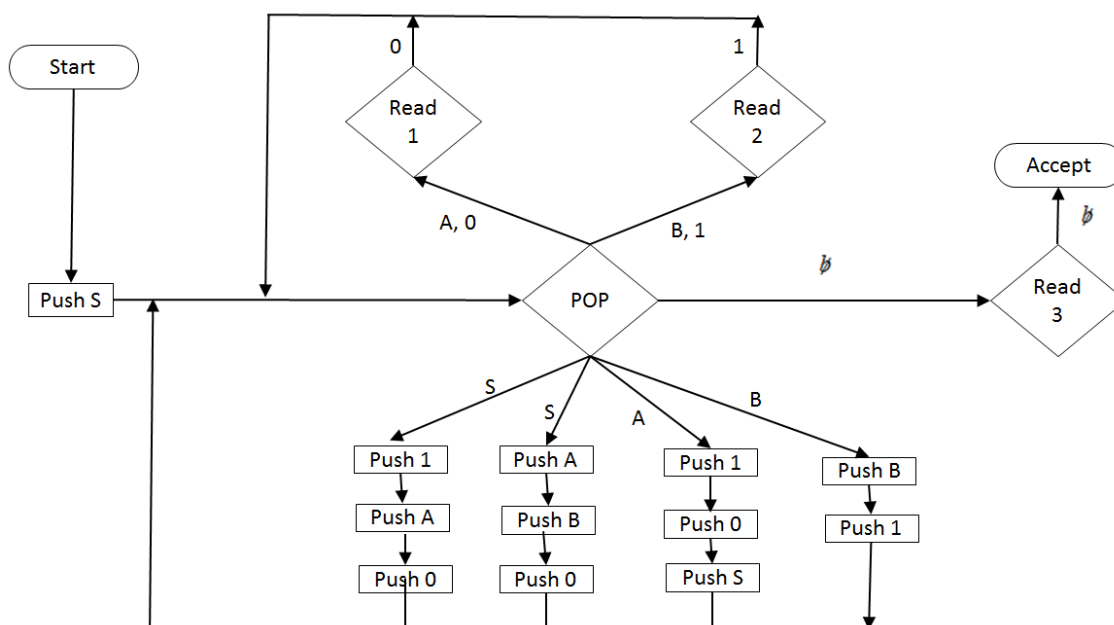 0
1
Start
Read
1
Read
2
Accept
A, 0
B, 1
ƀ
ƀ
Push S
POP
Read
3
S
S
A
B
Push 1
Push A
Push 1
Push B
Push A
Push B
Push 0
Push 1
Push 0
Push 0
Push S